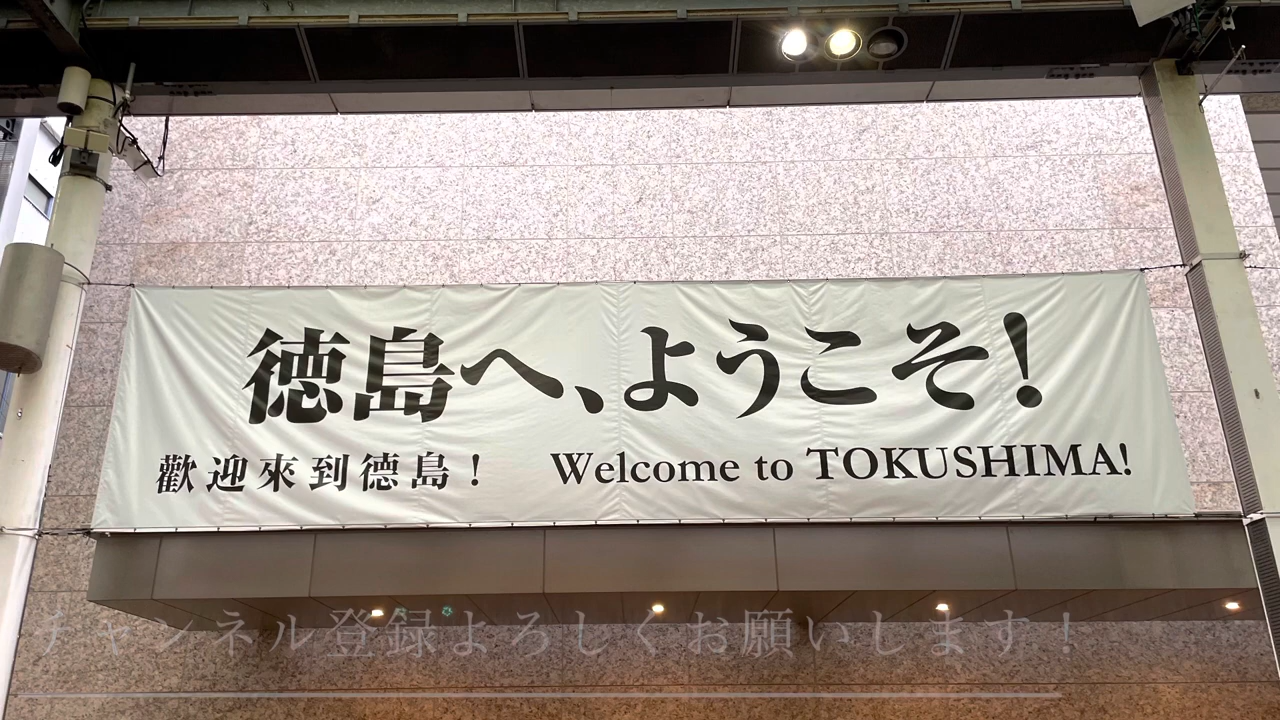 徳島へ、ようこそ!
歡迎來到德島！ Welcome to TOKUSHIMA!
チャンネル登録よろしくお願いします！